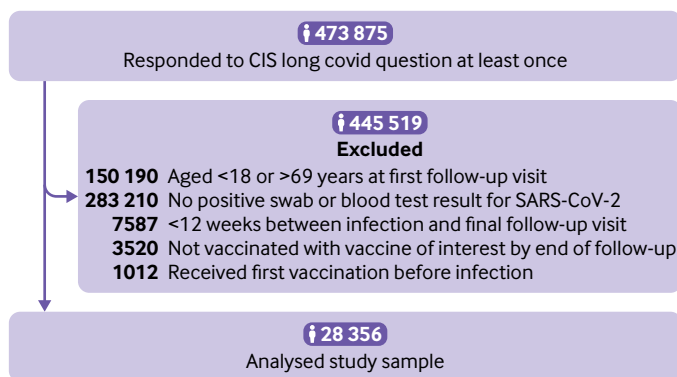 473 875
Responded to CIS long covid question at least once
445 519
Excluded
150 190 Aged <18 or >69 years at first follow-up visit
283 210 No positive swab or blood test result for SARS-CoV-2
7587 <12 weeks between infection and final follow-up visit
3520 Not vaccinated with vaccine of interest by end of follow-up
1012 Received first vaccination before infection
28 356
Analysed study sample